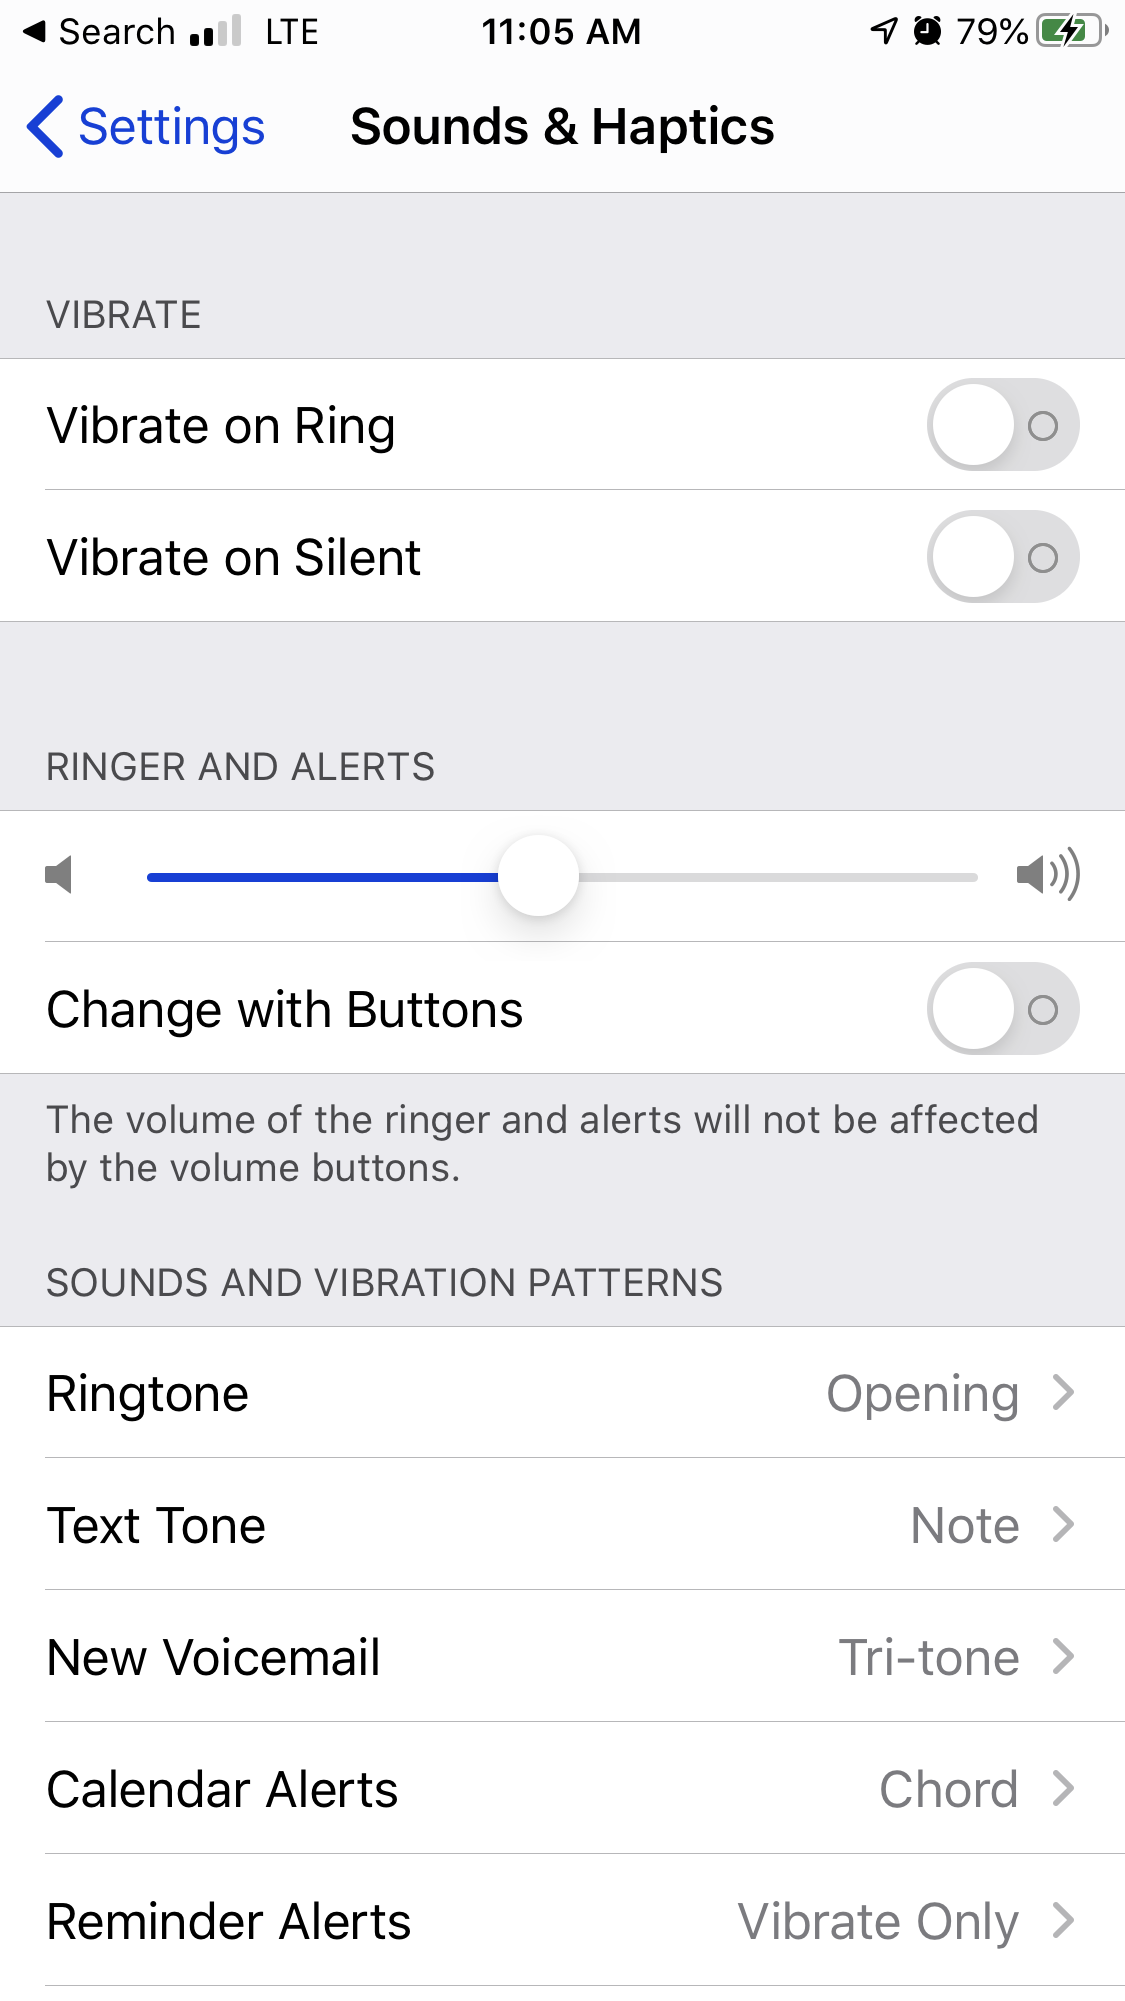 Search LTE 11:05 AM 79%
Settings Sounds & Haptics
VIBRATE
Vibrate on Ring
Vibrate on Silent
RINGER AND ALERTS
Change with Buttons
The volume of the ringer and alerts will not be affected
by the volume buttons.
SOUNDS AND VIBRATION PATTERNS
Ringtone Opening
Text Tone Note
New Voicemail Tri-tone
Calendar Alerts Chord
Reminder Alerts Vibrate Only